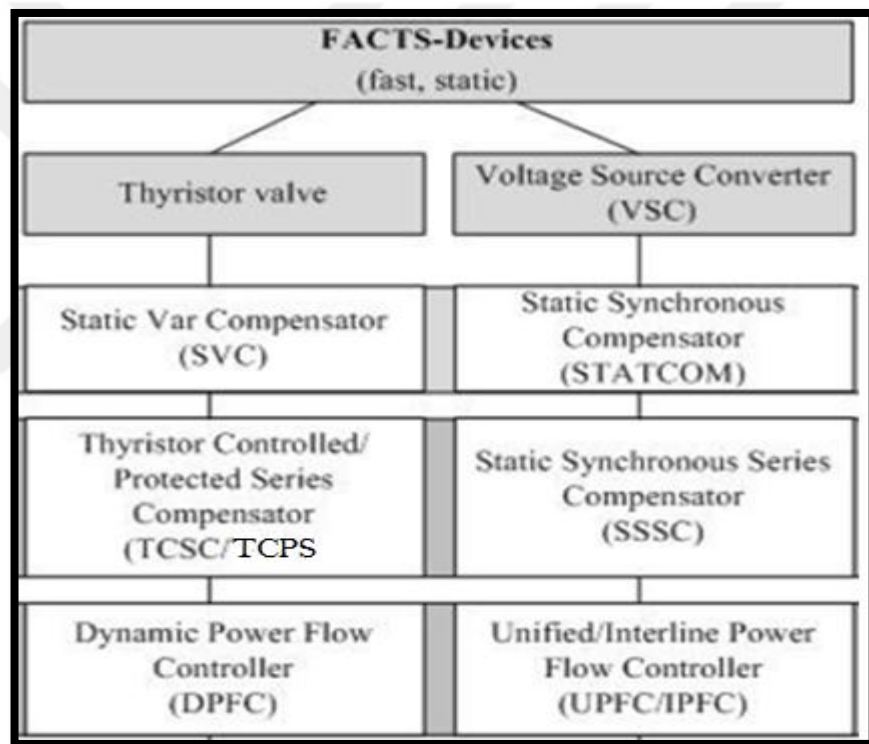 FACTS-Devices
(fast, static)
Thyristor valve
Voltage Source Converter
(VSC)
Static Var Compensator
(SVC)
Static Synchronous
Compensator
(STATCOM)
Thyristor Controlled/
Protected Series
Compensator
(TCSC/TCPS
Static Synchronous Series
Compensator
(SSSC)
Dynamic Power Flow
Controller
(DPFC)
Unified/Interline Power
Flow Controller
(UPFC/IPFC)